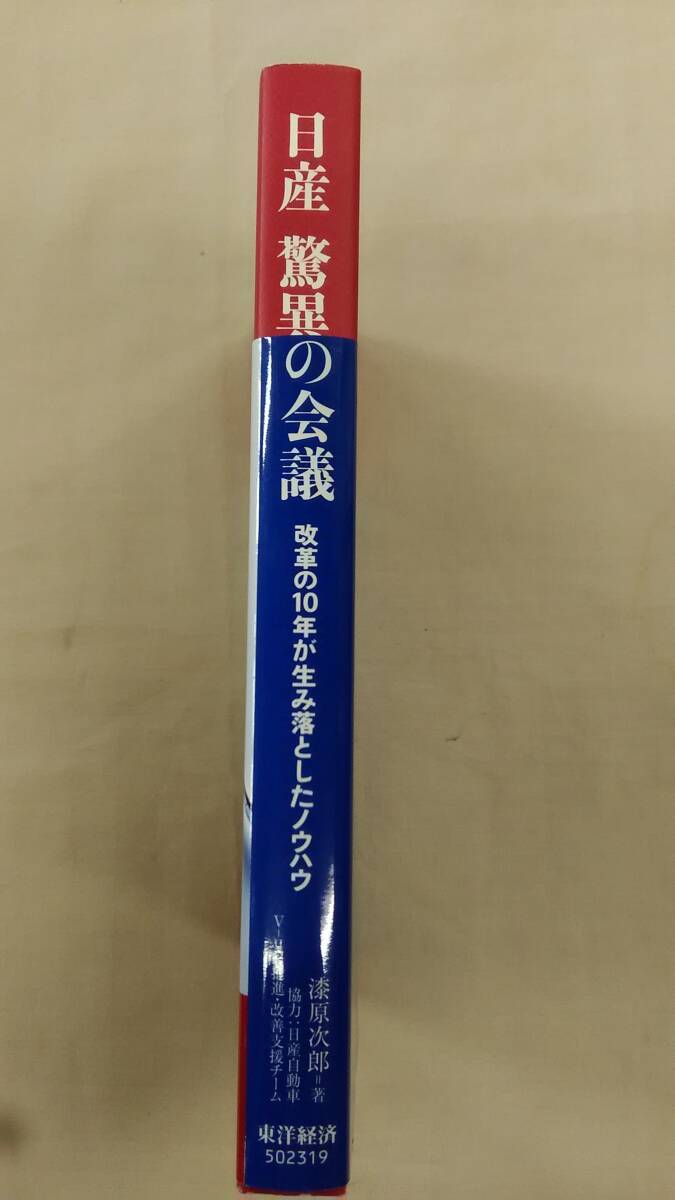 日産 驚異の会議
改革の10年が生み落としたノウハウ
漆原次郎=著
協力:日産自動車
V-up推進・改善支援チーム
東洋経済
502319